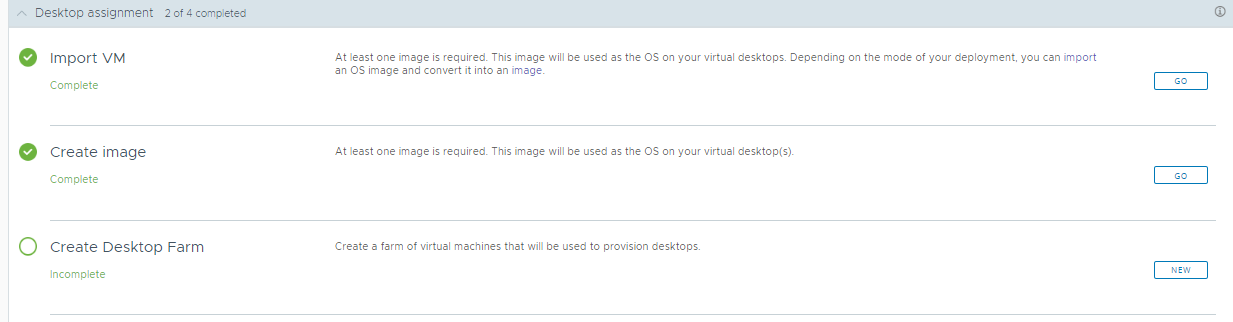 Desktop assignment 2 of 4 completed
Import VM
At least one image is required. This image will be used as the OS on your virtual desktops. Depending on the mode of your deployment, you can import
an OS image and convert it into an image.
Complete
GO
Create image
At least one image is required. This image will be used as the OS on your virtual desktop(s).
Complete
GO
Create Desktop Farm
Create a farm of virtual machines that will be used to provision desktops.
Incomplete
NEW